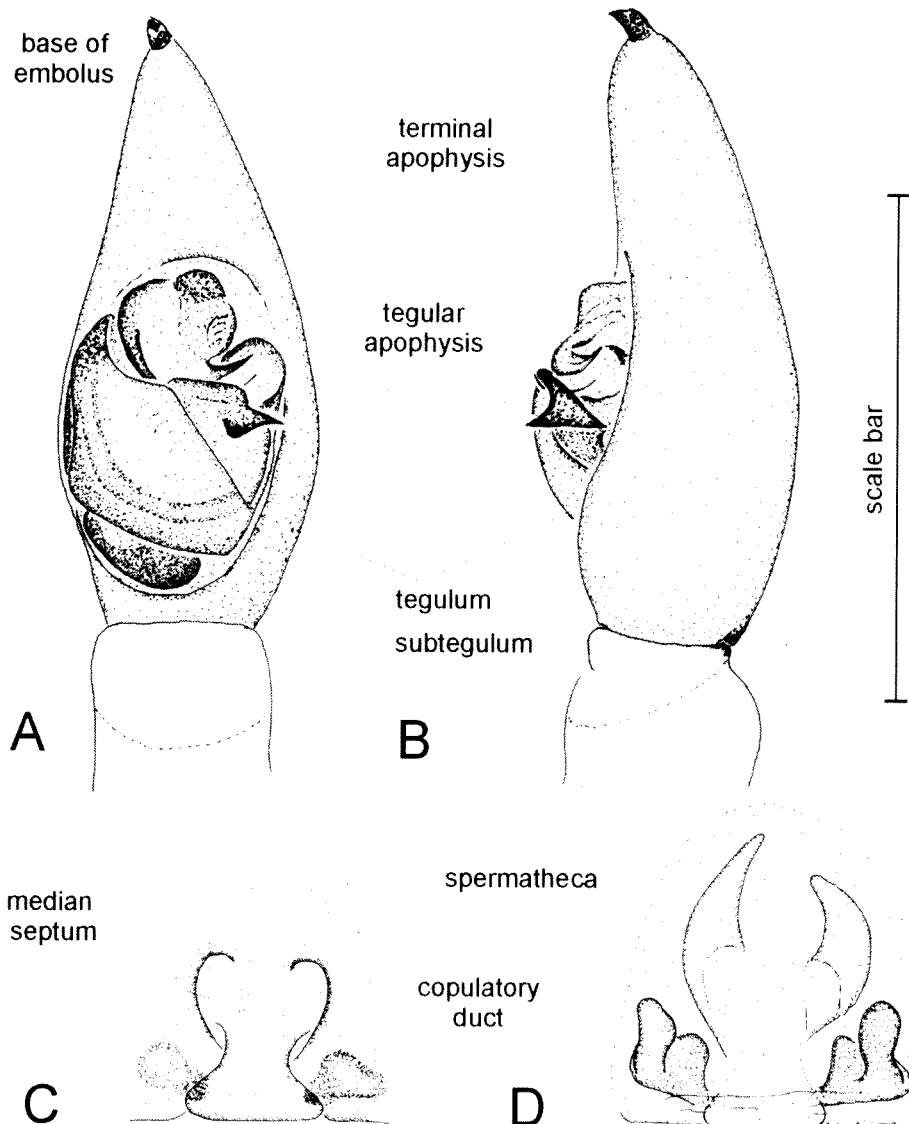 base of
embolus
terminal
apophysis
tegular
apophysis
scale bar
tegulum
subtegulum
A
B
spermatheca
median
septum
copulatory
duct
C
D